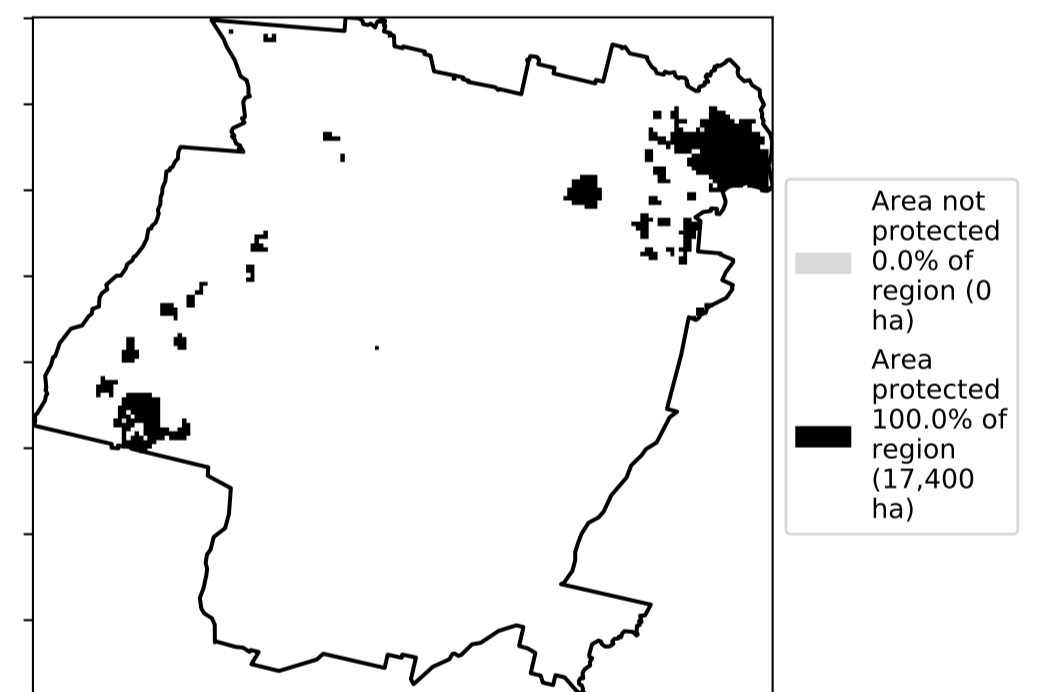 Area not
protected
0.0% of
region (0
ha)
Area
protected
100.0% of
region
(17,400
ha)